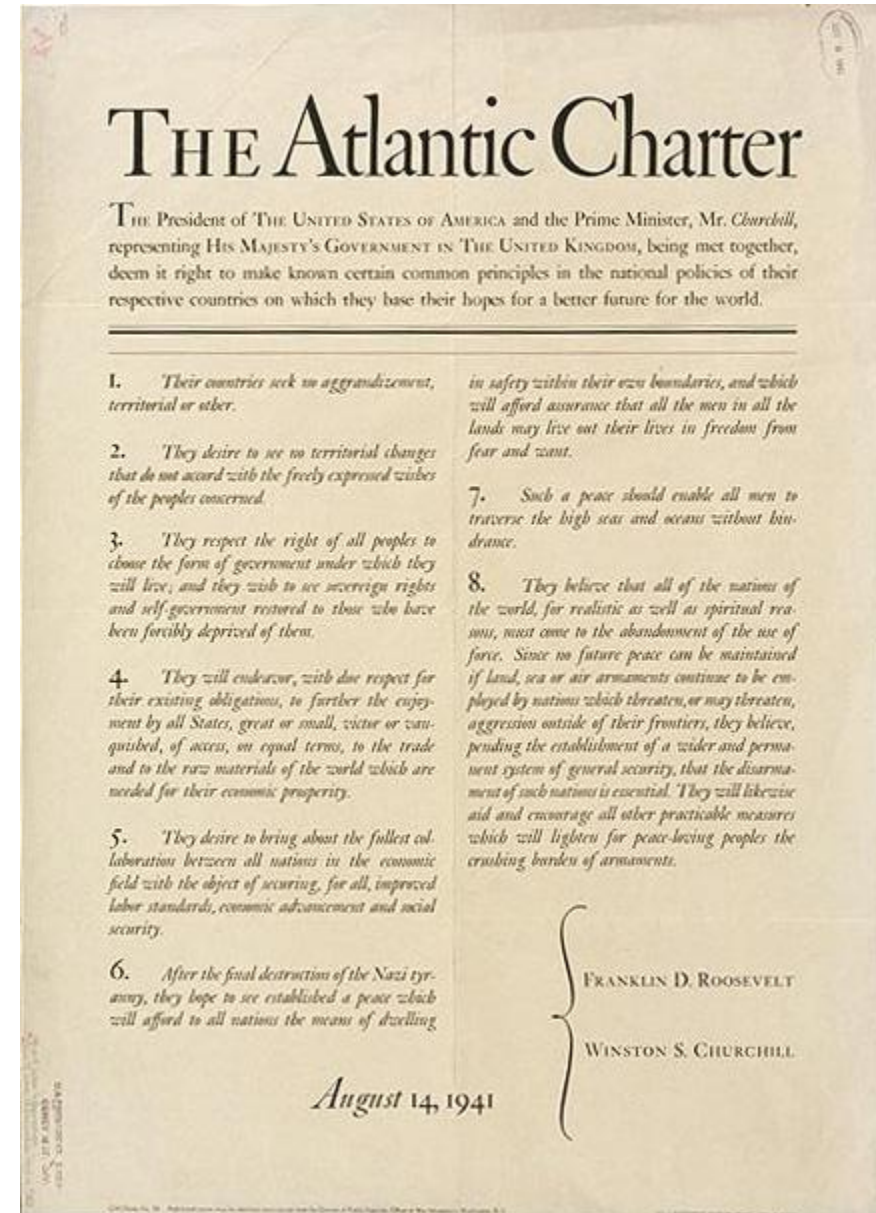 THE Atlantic Charter
THE President of THE UNITED STATES OF AMERICA and the Prime Minister, Mr. Churchill,
representing HIS MAJESTY'S GOVERNMENT IN THE UNITED KINGDOM, being met together,
deem it right to make known certain common principles in the national policies of their
respective countries on which they base their hopes for a better future for the world.
1. Their countries seek no aggrandizement,
territorial or other.
2. They desire to see no territorial changes
that do not accord with the freely expressed wishes
of the peoples concerned.
3. They respect the right of all peoples to
choose the form of government under which they
will live; and they wish to see sovereign rights
and self-government restored to those who have
been forcibly deprived of them.
4. They will endeavor, with due respect for
their existing obligations, to further the enjoy-
ment by all States, great or small, victor or van-
quished, of access, on equal terms, to the trade
and to the raw materials of the world which are
needed for their economic prosperity.
5. They desire to bring about the fullest col-
laboration between all nations in the economic
field with the object of securing, for all, improved
labor standards, economic advancement and social
security.
6. After the final destruction of the Nazi tyr-
anny, they hope to see established a peace which
will afford to all nations the means of dwelling
in safety within their own boundaries, and which
will afford assurance that all the men in all the
lands may live out their lives in freedom from
fear and want.
7. Such a peace should enable all men to
traverse the high seas and oceans without hin-
drance.
8. They believe that all of the nations of
the world, for realistic as well as spiritual rea-
sons, must come to the abandonment of the use of
force. Since no future peace can be maintained
if land, sea or air armaments continue to be em-
ployed by nations which threaten, or may threaten,
aggression outside of their frontiers, they believe,
pending the establishment of a wider and perma-
nent system of general security, that the disarma-
ment of such nations is essential. They will likewise
aid and encourage all other practicable measures
which will lighten for peace-loving peoples the
crushing burden of armaments.
FRANKLIN D. ROOSEVELT
WINSTON S. CHURCHILL
August 14, 1941